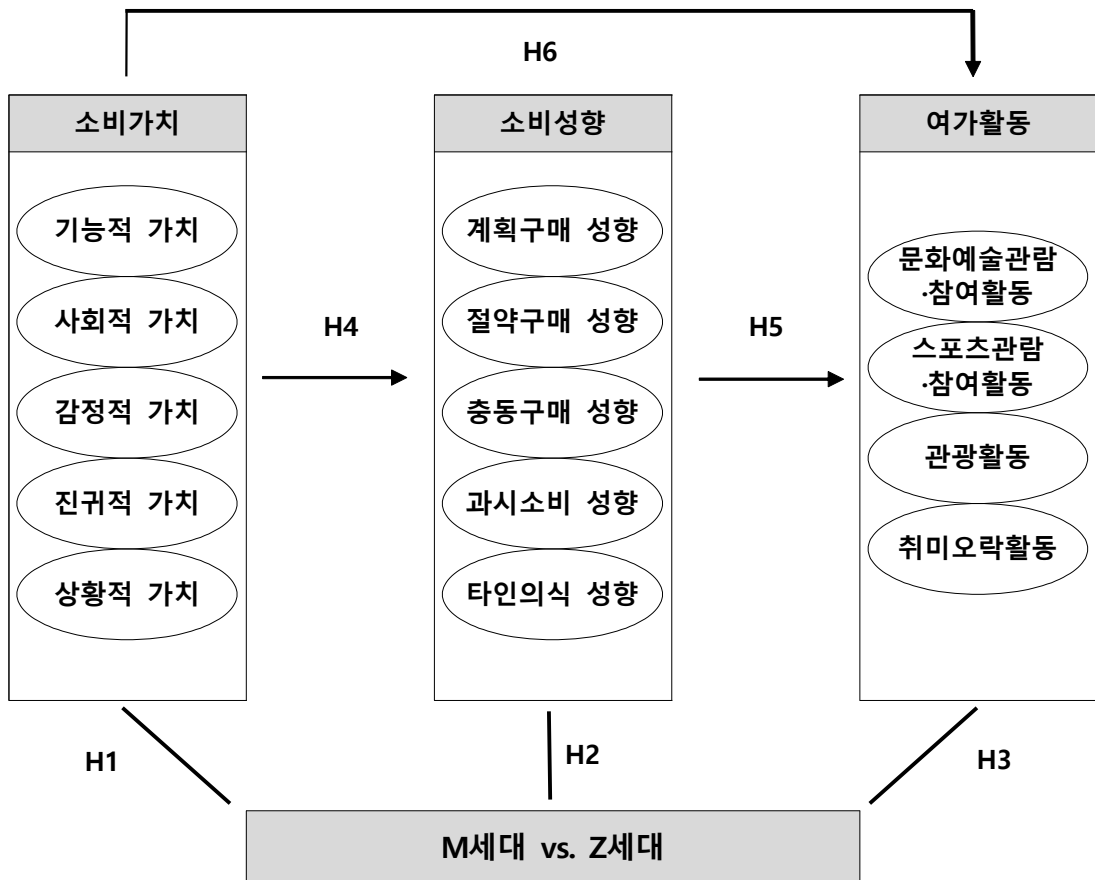 H6
소비가치
기능적 가치
사회적 가치
감정적 가치
진귀적 가치
상황적 가치
H4
소비성향
계획구매 성향
절약구매 성향
충동구매 성향
과시소비 성향
타인의식 성향
H5
여가활동
문화예술관람
·참여활동
스포츠관람
·참여활동
관광활동
취미오락활동
H1
H2
H3
M세대 vs. Z세대